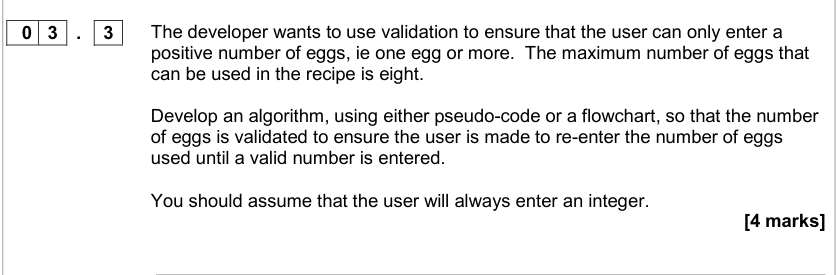 0 3 . 3 The developer wants to use validation to ensure that the user can only enter a
positive number of eggs, ie one egg or more. The maximum number of eggs that
can be used in the recipe is eight.
Develop an algorithm, using either pseudo-code or a flowchart, so that the number
of eggs is validated to ensure the user is made to re-enter the number of eggs
used until a valid number is entered.
You should assume that the user will always enter an integer.
[4 marks]